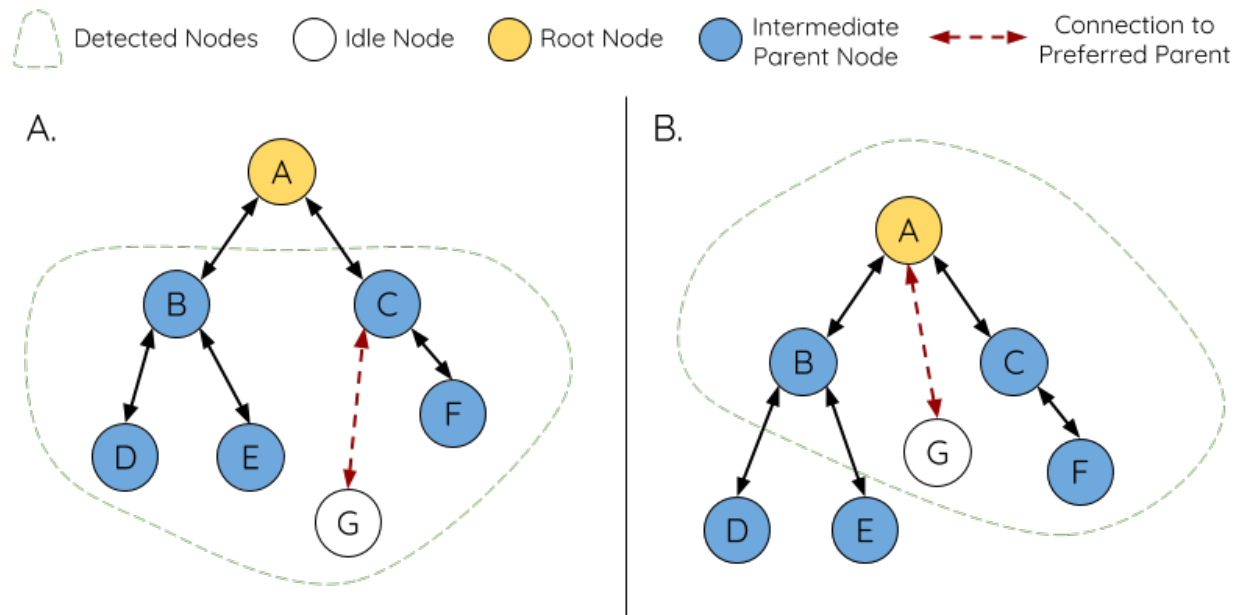 Detected Nodes
Idle Node
Root Node
Intermediate
Parent Node
Connection to
Preferred Parent
A.
A
B
C
D
E
F
G
B.
A
B
C
G
F
D
E